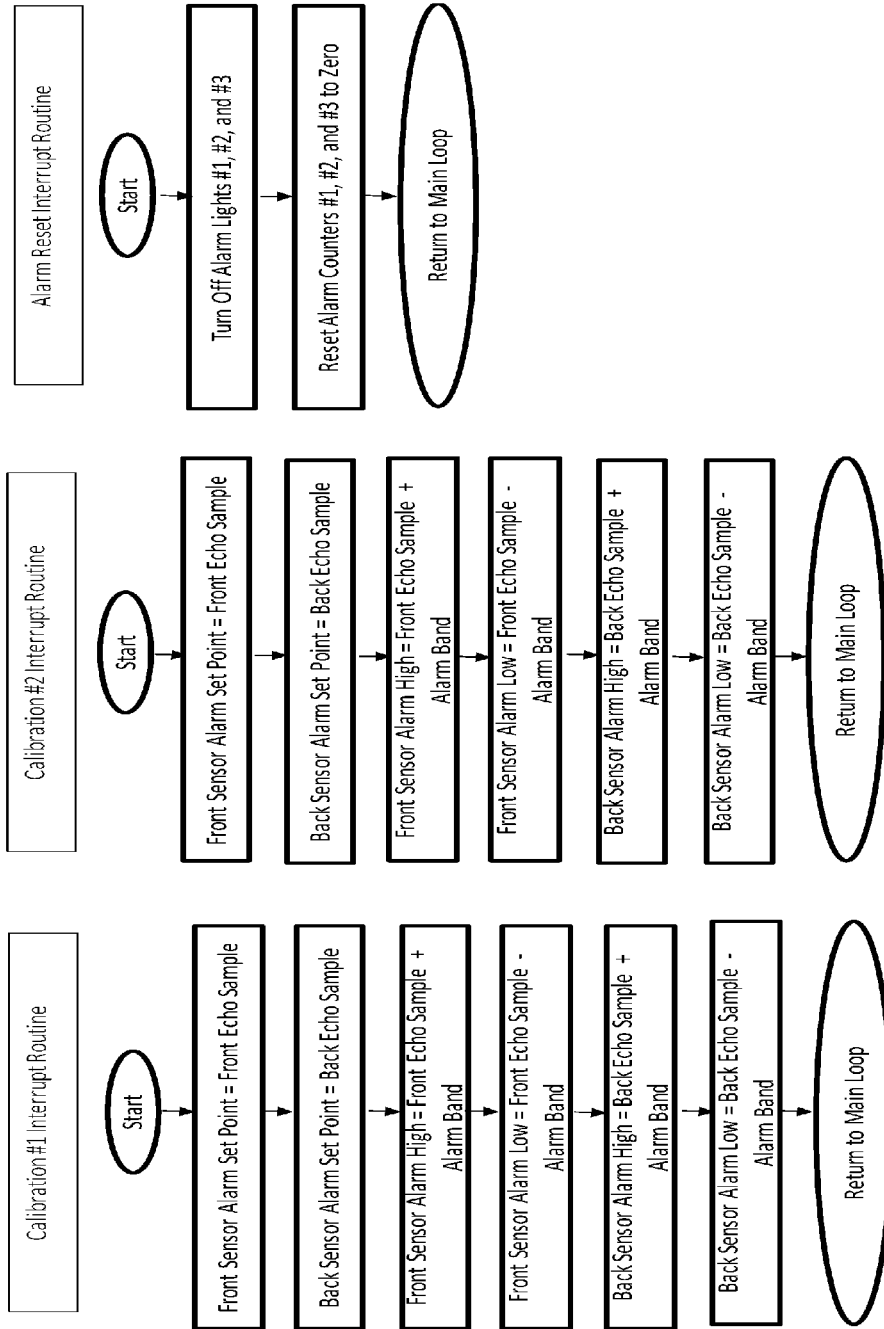 Calibration #1 Interrupt Routine
Start
Front Sensor Alarm Set Point = Front Echo Sample
Back Sensor Alarm Set Point = Back Echo Sample
Front Sensor Alarm High = Front Echo Sample +
Alarm Band
Front Sensor Alarm Low = Front Echo Sample -
Alarm Band
Back Sensor Alarm High = Back Echo Sample +
Alarm Band
Back Sensor Alarm Low = Back Echo Sample -
Alarm Band
Return to Main Loop
Calibration #2 Interrupt Routine
Start
Front Sensor Alarm Set Point = Front Echo Sample
Back Sensor Alarm Set Point = Back Echo Sample
Front Sensor Alarm High = Front Echo Sample +
Alarm Band
Front Sensor Alarm Low = Front Echo Sample -
Alarm Band
Back Sensor Alarm High = Back Echo Sample +
Alarm Band
Back Sensor Alarm Low = Back Echo Sample -
Alarm Band
Return to Main Loop
Alarm Reset Interrupt Routine
Start
Turn Off Alarm Lights #1, #2, and #3
Reset Alarm Counters #1, #2, and #3 to Zero
Return to Main Loop